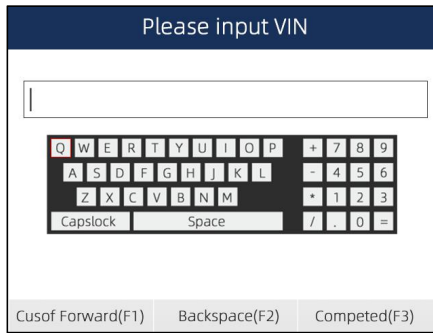 Please input VIN
Q W E R T Y U I O P + 7 8 9
A S D F G H J K L - 4 5 6
Z X C V B N M * 1 2 3
Capslock Space / . 0 =
Cusof Forward(F1) Backspace(F2) Competed(F3)